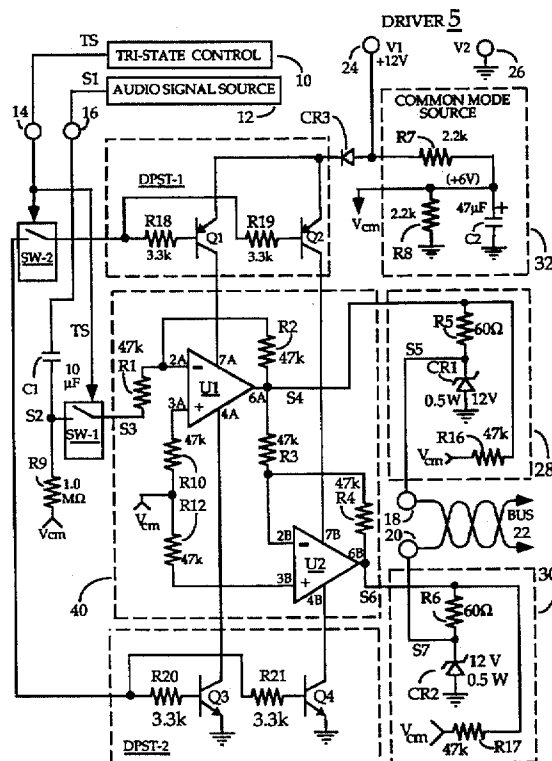 DRIVER 5
TS
TRI-STATE CONTROL
10
S1
AUDIO SIGNAL SOURCE
12
14
16
24
V1
+12V
V2
26
CR3
COMMON MODE
SOURCE
R7
2.2k
(+6V)
Vcm
2.2k
R8
47µF
+
C2
32
DPST-1
R18
3.3k
Q1
R19
3.3k
Q2
SW-2
TS
C1
10
µF
S2
SW-1
S3
R9
1.0
MΩ
Vcm
47k
R1
2A
3A
U1
7A
4A
6A
R2
47k
S4
47k
R3
47k
R10
Vcm
R12
47k
47k
R4
2B
3B
U2
7B
6B
4B
S6
40
R5
60Ω
S5
CR1
0.5 W
12V
R16
47k
Vcm
28
18
20
BUS
22
30
R6
60Ω
S7
12 V
0.5 W
CR2
Vcm
47k
R17
R20
3.3k
Q3
R21
3.3k
Q4
DPST-2